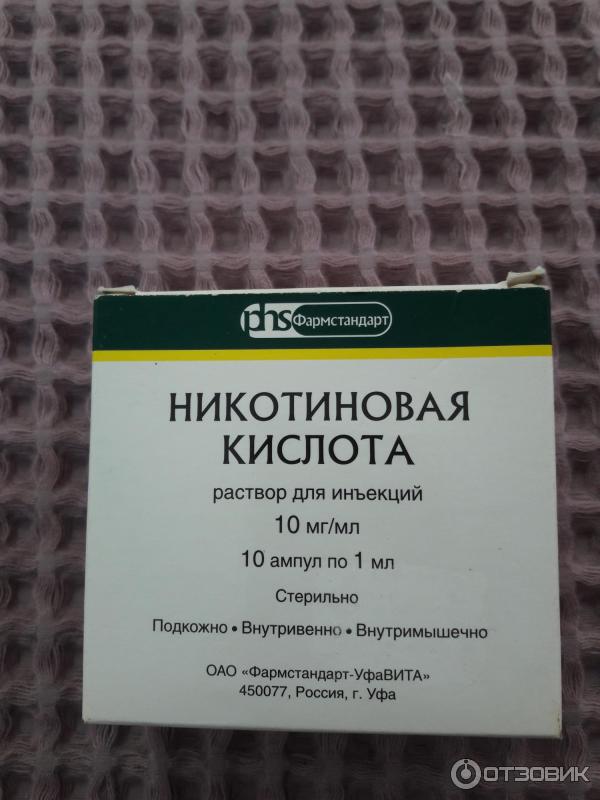 phs Фармстандарт
НИКОТИНОВАЯ
КИСЛОТА
раствор для инъекций
10 мг/мл
10 ампул по 1 мл
Стерильно
Подкожно • Внутривенно • Внутримышечно
ОАО «Фармстандарт-УфаВИТА»
450077, Россия, г. Уфа
ОТЗОВИК